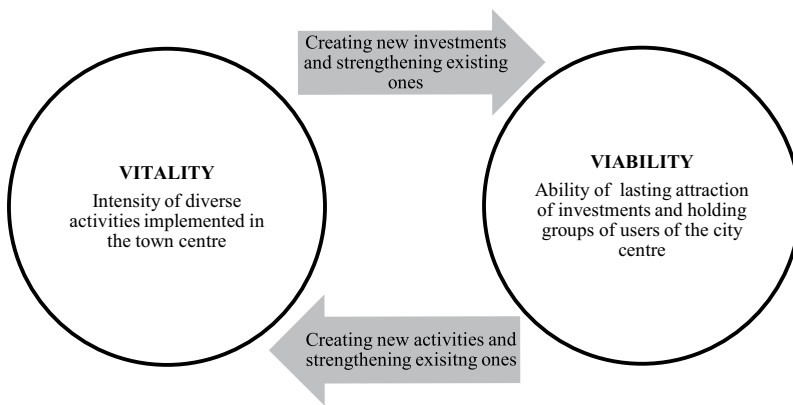 Creating new investments
and strengthening existing
ones
VITALITY
Intensity of diverse
activities implemented in
the town centre
VIABILITY
Ability of lasting attraction
of investments and holding
groups of users of the city
centre
Creating new activities and
strengthening exisitng ones